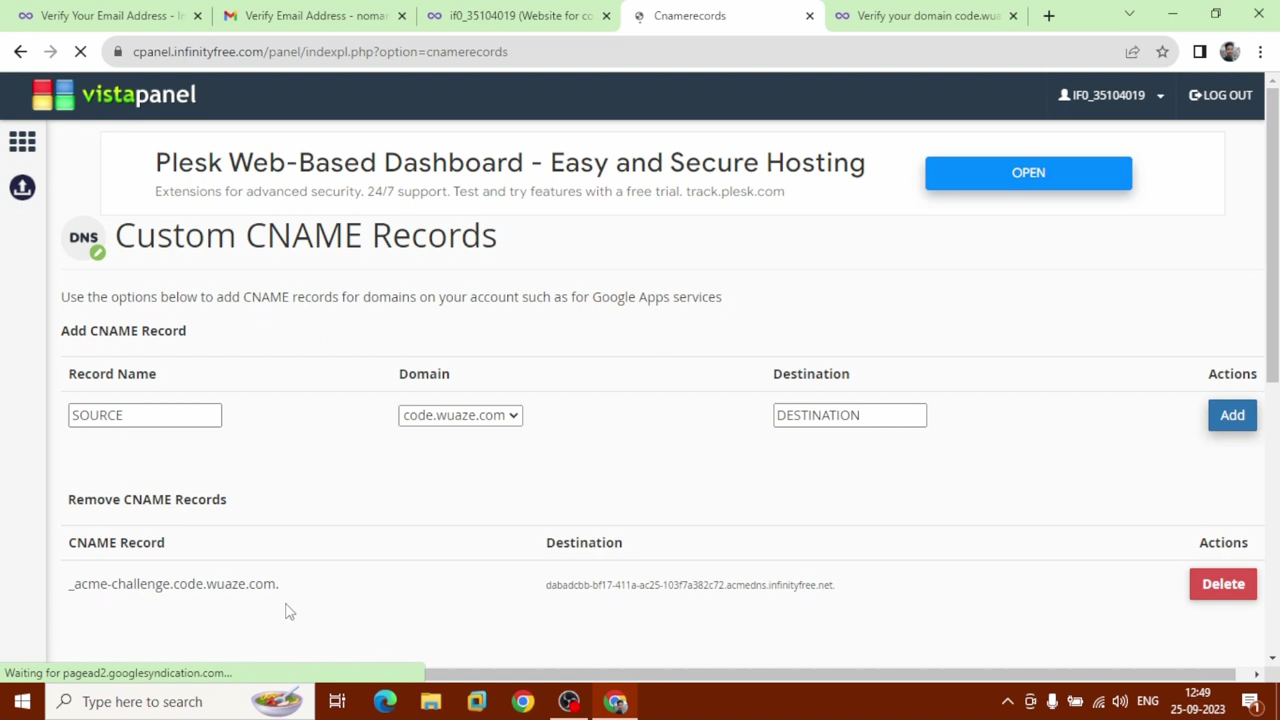 Verify Your Email Address - In
Verify Email Address - noman
if0_35104019 (Website for co
Cnamerecords
Verify your domain code.wua
cpanel.infinityfree.com/panel/indexpl.php?option=cnamerecords
vistapanel
IF0_35104019
LOG OUT
Plesk Web-Based Dashboard - Easy and Secure Hosting
Extensions for advanced security. 24/7 support. Test and try features with a free trial. track.plesk.com
OPEN
DNS
Custom CNAME Records
Use the options below to add CNAME records for domains on your account such as for Google Apps services
Add CNAME Record
Record Name Domain Destination Actions
SOURCE code.wuaze.com DESTINATION Add
Remove CNAME Records
CNAME Record Destination Actions
_acme-challenge.code.wuaze.com. dabadcbb-bf17-411a-ac25-103f7a382c72.acmedns.infinityfree.net. Delete
Waiting for pagead2.googlesyndication.com...
Type here to search
ENG
12:49
25-09-2023
1